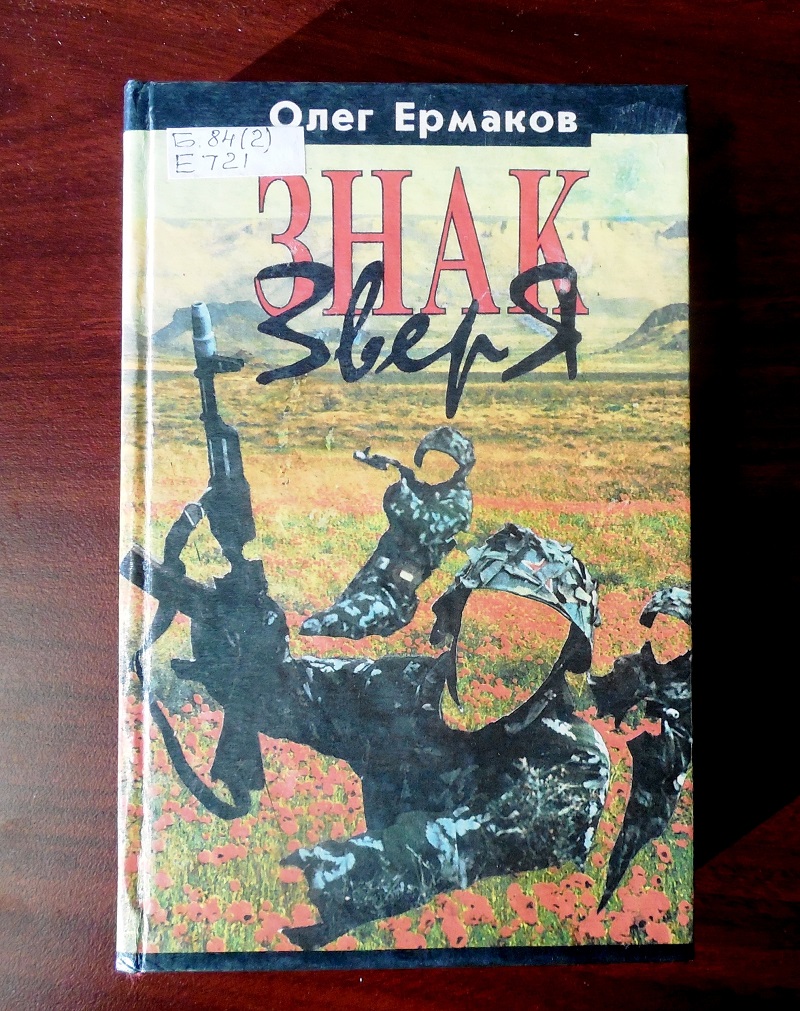 Олег Ермаков
Б.84(2)
Е721
ЗНАК
ЗверЯ